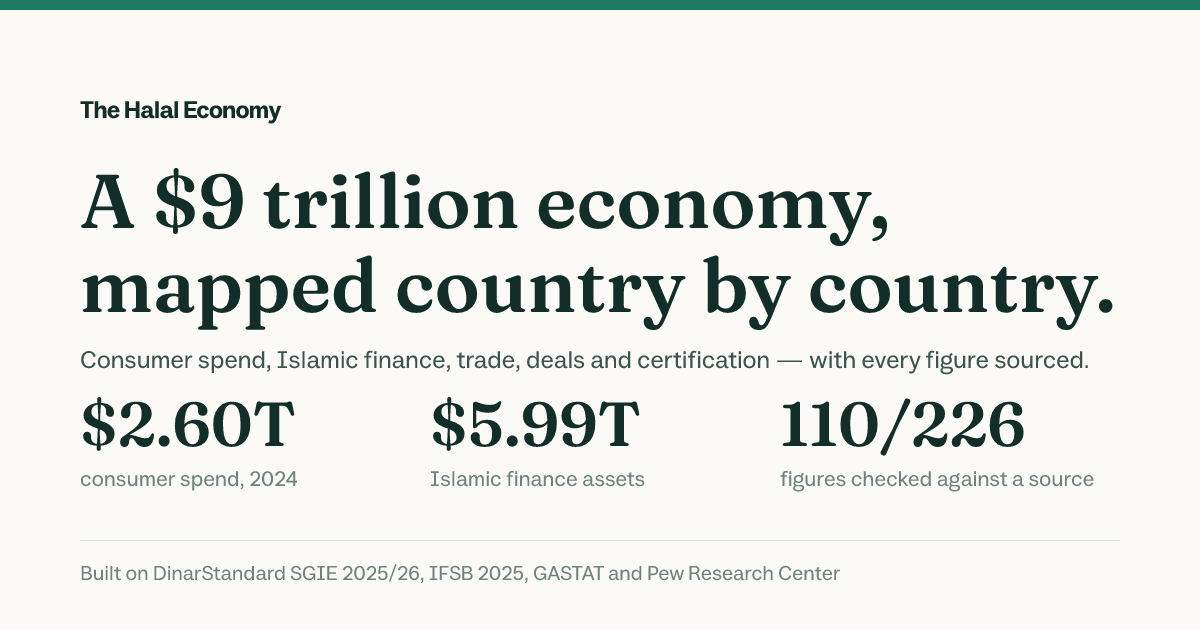 The Halal Economy
A $9 trillion economy,
mapped country by country.
Consumer spend, Islamic finance, trade, deals and certification — with every figure sourced.
$2.60T
consumer spend, 2024
$5.99T
Islamic finance assets
110/226
figures checked against a source
Built on DinarStandard SGIE 2025/26, IFSB 2025, GASTAT and Pew Research Center